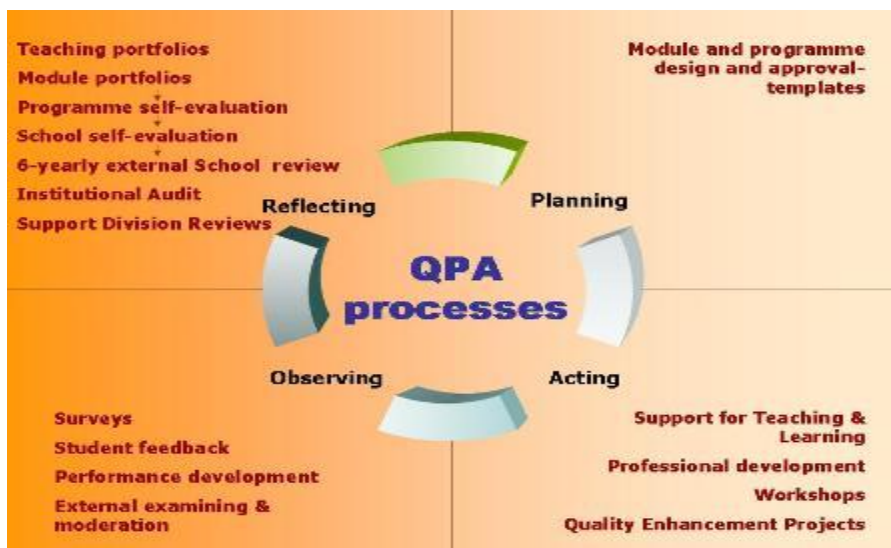 Teaching portfolios
Module portfolios
Programme self-evaluation
School self-evaluation
6-yearly external School review
Institutional Audit
Support Division Reviews
Reflecting
Module and programme
design and approval-
templates
Planning
QPA
processes
Observing
Acting
Surveys
Student feedback
Performance development
External examining &
moderation
Support for Teaching &
Learning
Professional development
Workshops
Quality Enhancement Projects